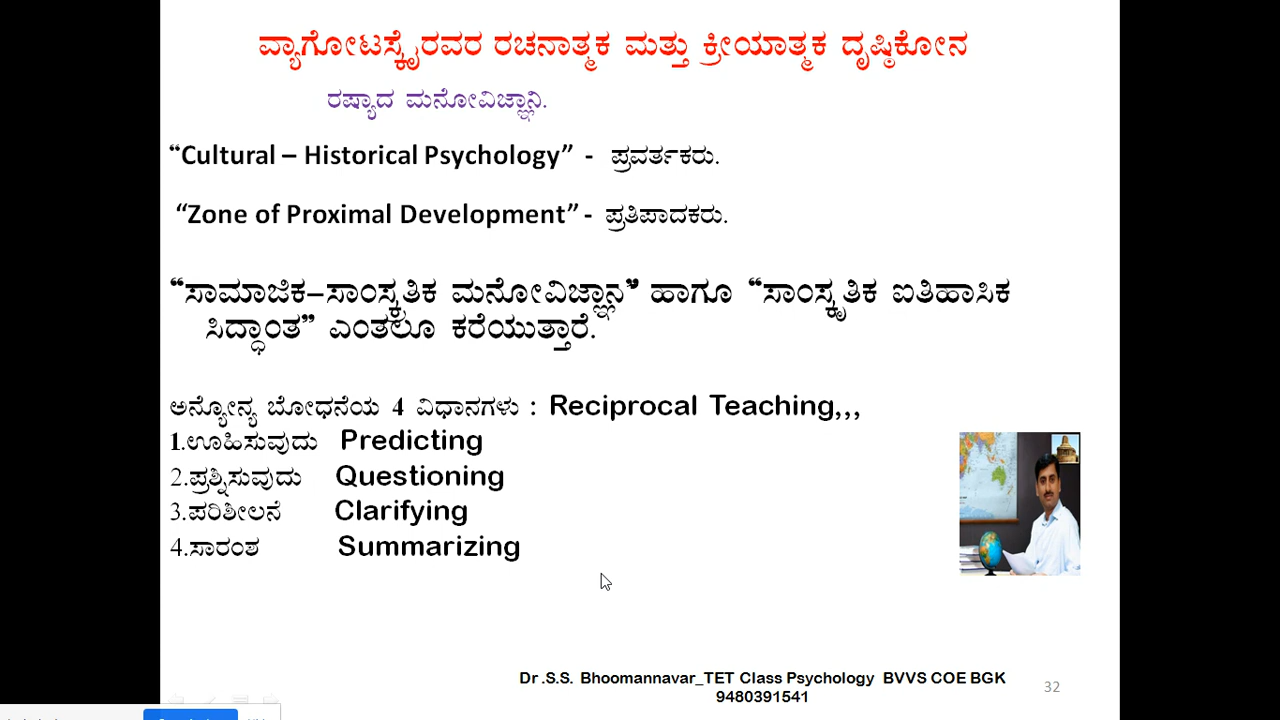 ವ್ಯಾಗೋಟಸ್ಕೈರವರ ರಚನಾತ್ಮಕ ಮತ್ತು ಕ್ರೀಯಾತ್ಮಕ ದೃಷ್ಠಿಕೋನ
ರಷ್ಯಾದ ಮನೋವಿಜ್ಞಾನಿ.
“Cultural – Historical Psychology” - ಪ್ರವರ್ತಕರು.
“Zone of Proximal Development” - ಪ್ರತಿಪಾದಕರು.
“ಸಾಮಾಜಿಕ–ಸಾಂಸ್ಕ್ರತಿಕ ಮನೋವಿಜ್ಞಾನ” ಹಾಗೂ “ಸಾಂಸ್ಕೃತಿಕ ಐತಿಹಾಸಿಕ
ಸಿದ್ಧಾಂತ” ಎಂತಲೂ ಕರೆಯುತ್ತಾರೆ.
ಅನ್ಯೋನ್ಯ ಬೋಧನೆಯ 4 ವಿಧಾನಗಳು : Reciprocal Teaching,,,
1.ಊಹಿಸುವುದು Predicting
2.ಪ್ರಶ್ನಿಸುವುದು Questioning
3.ಪರಿಶೀಲನೆ Clarifying
4.ಸಾರಂಶ Summarizing
Dr .S.S. Bhoomannavar_TET Class Psychology BVVS COE BGK
9480391541
32